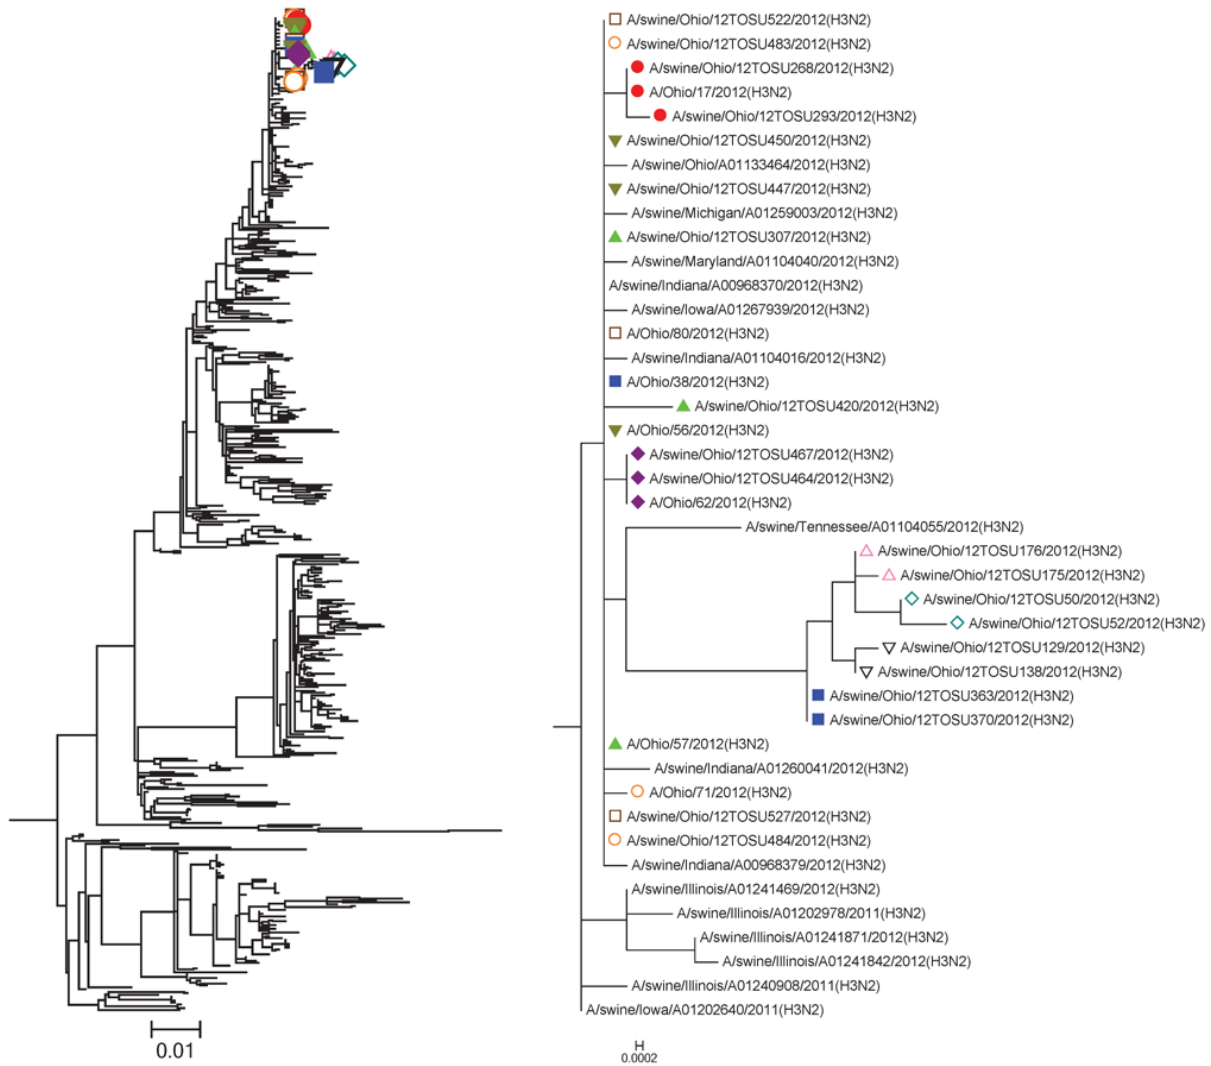 A/swine/Ohio/12TOSU522/2012(H3N2)
A/swine/Ohio/12TOSU483/2012(H3N2)
A/swine/Ohio/12TOSU268/2012(H3N2)
A/Ohio/17/2012(H3N2)
A/swine/Ohio/12TOSU293/2012(H3N2)
A/swine/Ohio/12TOSU450/2012(H3N2)
A/swine/Ohio/A01133464/2012(H3N2)
A/swine/Ohio/12TOSU447/2012(H3N2)
A/swine/Michigan/A01259003/2012(H3N2)
A/swine/Ohio/12TOSU307/2012(H3N2)
A/swine/Maryland/A01104040/2012(H3N2)
A/swine/Indiana/A00968370/2012(H3N2)
A/swine/Iowa/A01267939/2012(H3N2)
A/Ohio/80/2012(H3N2)
A/swine/Indiana/A01104016/2012(H3N2)
A/Ohio/38/2012(H3N2)
A/swine/Ohio/12TOSU420/2012(H3N2)
A/Ohio/56/2012(H3N2)
A/swine/Ohio/12TOSU467/2012(H3N2)
A/swine/Ohio/12TOSU464/2012(H3N2)
A/Ohio/62/2012(H3N2)
A/swine/Tennessee/A01104055/2012(H3N2)
A/swine/Ohio/12TOSU176/2012(H3N2)
A/swine/Ohio/12TOSU175/2012(H3N2)
A/swine/Ohio/12TOSU50/2012(H3N2)
A/swine/Ohio/12TOSU52/2012(H3N2)
A/swine/Ohio/12TOSU129/2012(H3N2)
A/swine/Ohio/12TOSU138/2012(H3N2)
A/swine/Ohio/12TOSU363/2012(H3N2)
A/swine/Ohio/12TOSU370/2012(H3N2)
A/Ohio/57/2012(H3N2)
A/swine/Indiana/A01260041/2012(H3N2)
A/Ohio/71/2012(H3N2)
A/swine/Ohio/12TOSU527/2012(H3N2)
A/swine/Ohio/12TOSU484/2012(H3N2)
A/swine/Indiana/A00968379/2012(H3N2)
A/swine/Illinois/A01241469/2012(H3N2)
A/swine/Illinois/A01202978/2011(H3N2)
A/swine/Illinois/A01241871/2012(H3N2)
A/swine/Illinois/A01241842/2012(H3N2)
A/swine/Illinois/A01240908/2011(H3N2)
A/swine/Iowa/A01202640/2011(H3N2)
0.01
0.0002